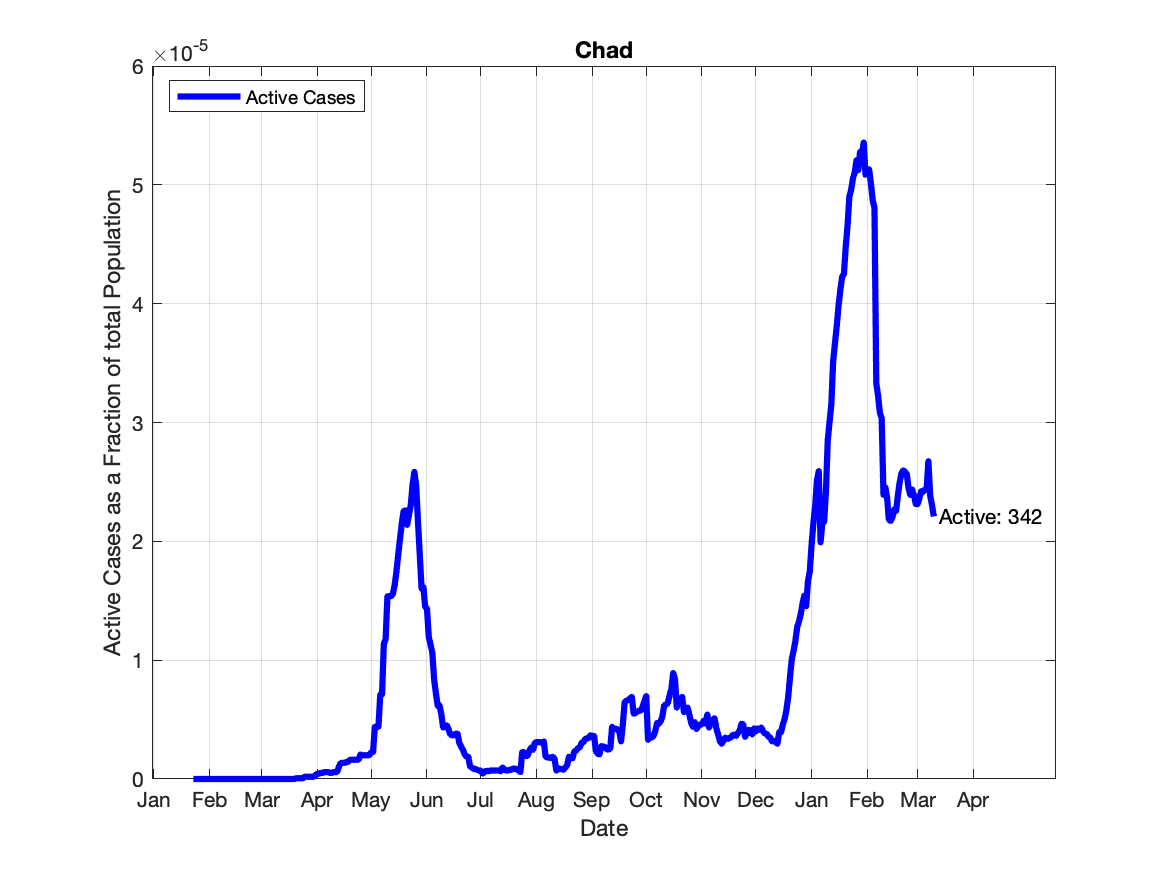 Chad
×10-5
Active Cases
6
5
4
3
2
1
0
Active Cases as a Fraction of total Population
Active: 342
Jan Feb Mar Apr May Jun Jul Aug Sep Oct Nov Dec Jan Feb Mar Apr
Date